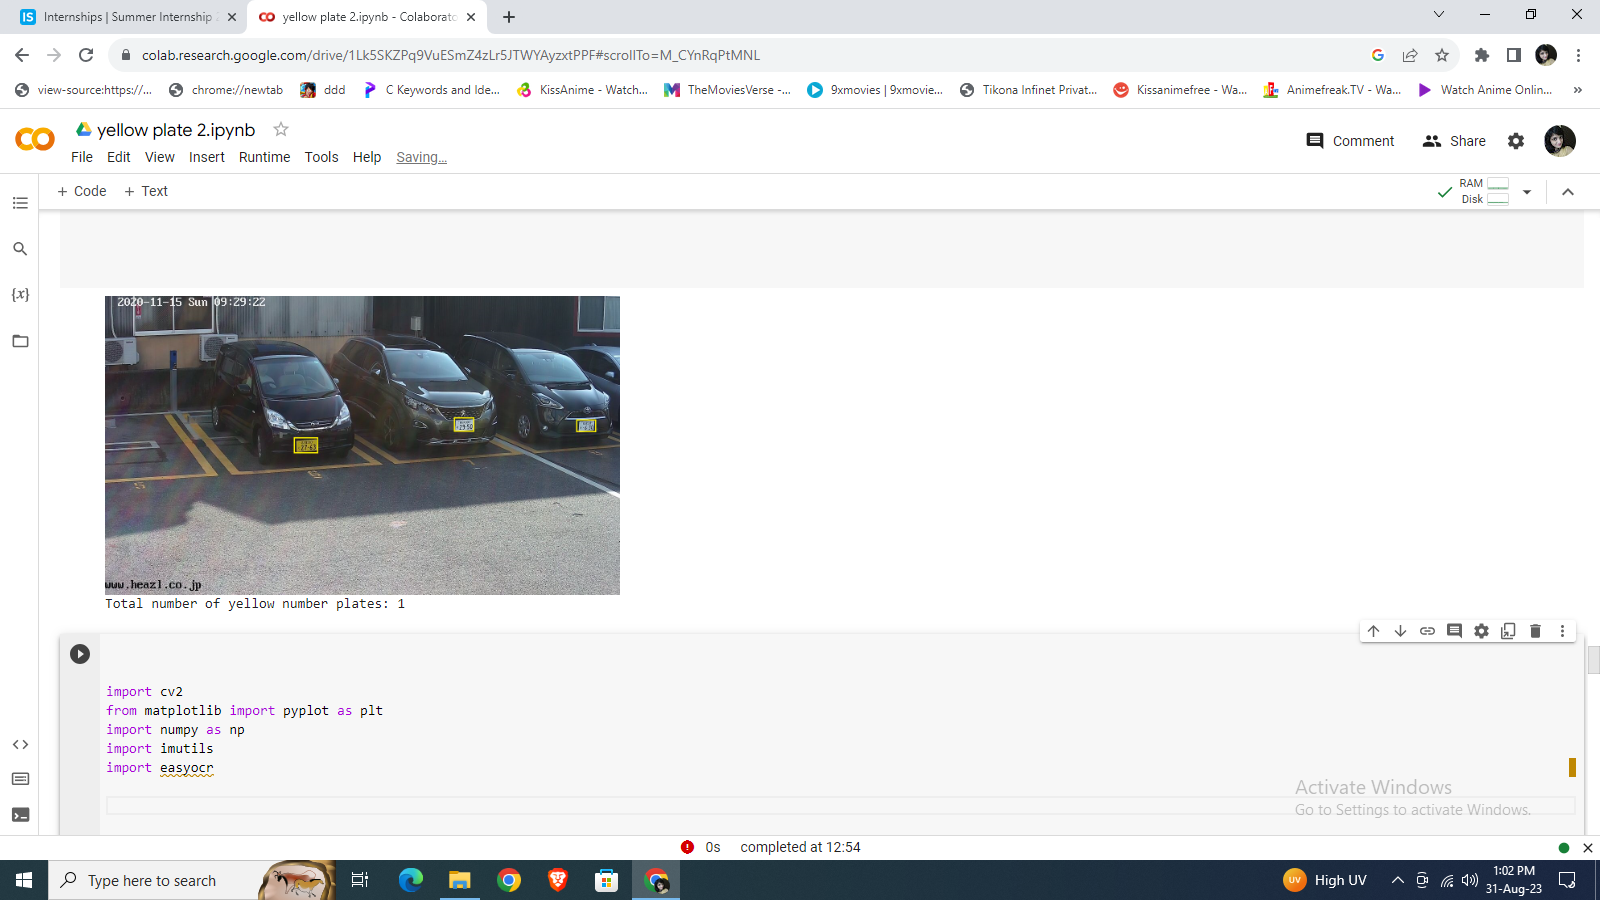 Internships | Summer Internship
yellow plate 2.ipynb - Colaborato
colab.research.google.com/drive/1Lk5SKZPq9VuESmZ4zLr5JTWYAyzxtPPF#scrollTo=M_CYnRqPtMNL
view-source:https://...
chrome://newtab
ddd
C Keywords and Ide...
KissAnime - Watch...
TheMoviesVerse -...
9xmovies | 9xmovie...
Tikona Infinet Privat...
Kissanimefree - Wa...
Animefreak.TV - Wa...
Watch Anime Onlin...
yellow plate 2.ipynb
File Edit View Insert Runtime Tools Help Saving...
Comment
Share
+ Code + Text
RAM
Disk
{x}
2020-11-15 Sun 09:29:22
www.heazl.co.jp
Total number of yellow number plates: 1
import cv2
from matplotlib import pyplot as plt
import numpy as np
import imutils
import easyocr
Activate Windows
Go to Settings to activate Windows.
0s completed at 12:54
Type here to search
UV
High UV
1:02 PM
31-Aug-23